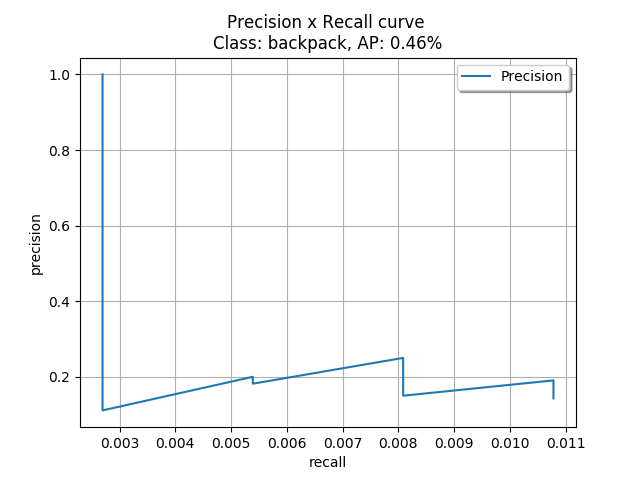 Precision x Recall curve
Class: backpack, AP: 0.46%
Precision
1.0
0.8
0.6
0.4
0.2
precision
0.003 0.004 0.005 0.006 0.007 0.008 0.009 0.010 0.011
recall